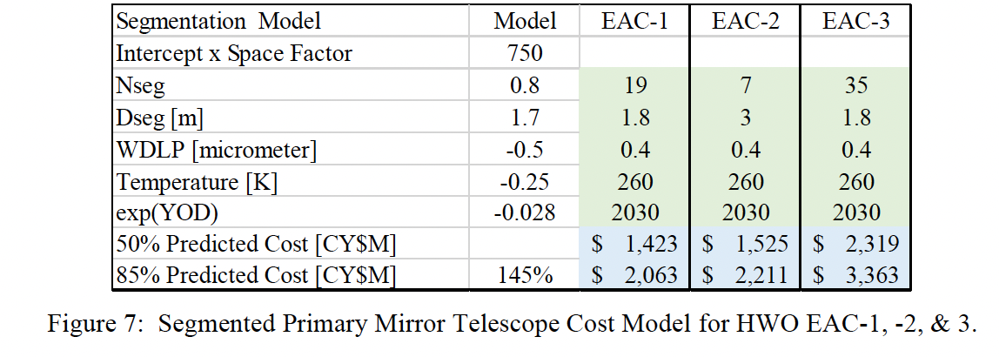 Segmentation Model Model EAC-1 EAC-2 EAC-3
Intercept x Space Factor 750
Nseg 0.8 19 7 35
Dseg [m] 1.7 1.8 3 1.8
WDLP [micrometer] -0.5 0.4 0.4 0.4
Temperature [K] -0.25 260 260 260
exp(YOD) -0.028 2030 2030 2030
50% Predicted Cost [CY$M] $ 1,423 $ 1,525 $ 2,319
85% Predicted Cost [CY$M] 145% $ 2,063 $ 2,211 $ 3,363
Figure 7: Segmented Primary Mirror Telescope Cost Model for HWO EAC-1, -2, & 3.